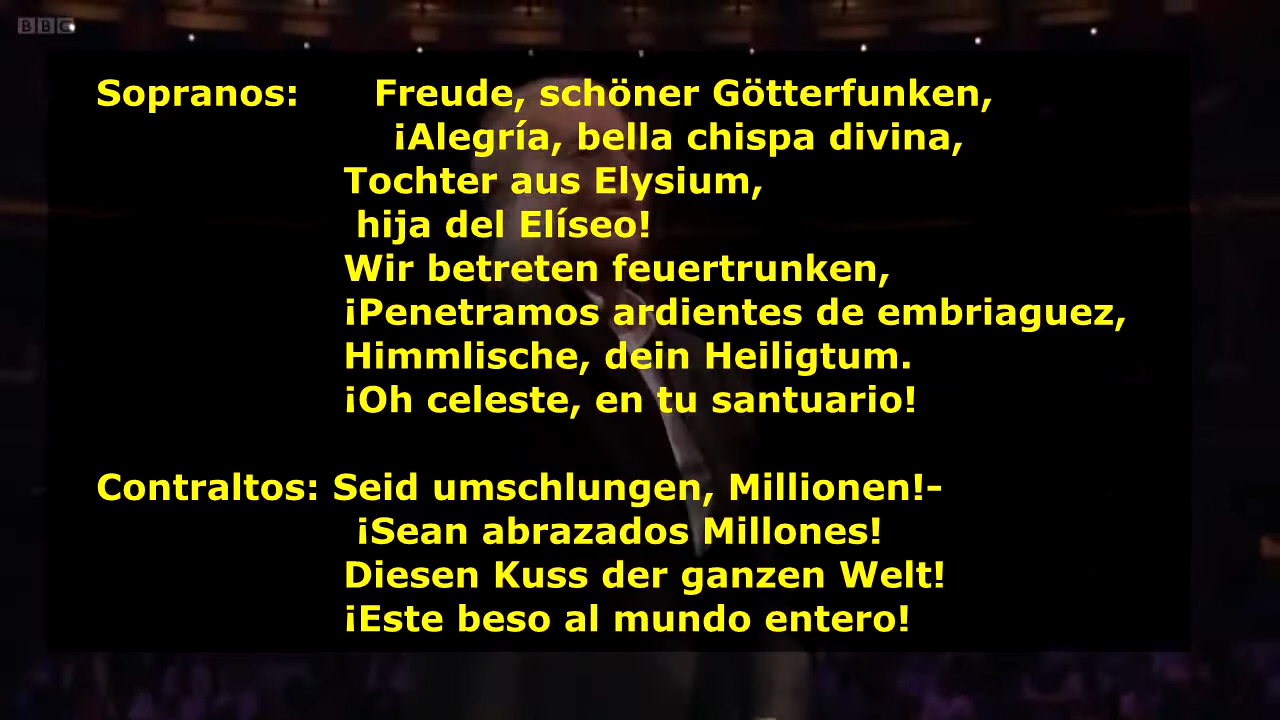 BBC
Sopranos: Freude, schöner Götterfunken,
¡Alegría, bella chispa divina,
Tochter aus Elysium,
hija del Elíseo!
Wir betreten feuertrunken,
¡Penetramos ardientes de embriaguez,
Himmlische, dein Heiligtum.
¡Oh celeste, en tu santuario!
Contraltos: Seid umschlungen, Millionen!-
¡Sean abrazados Millones!
Diesen Kuss der ganzen Welt!
¡Este beso al mundo entero!